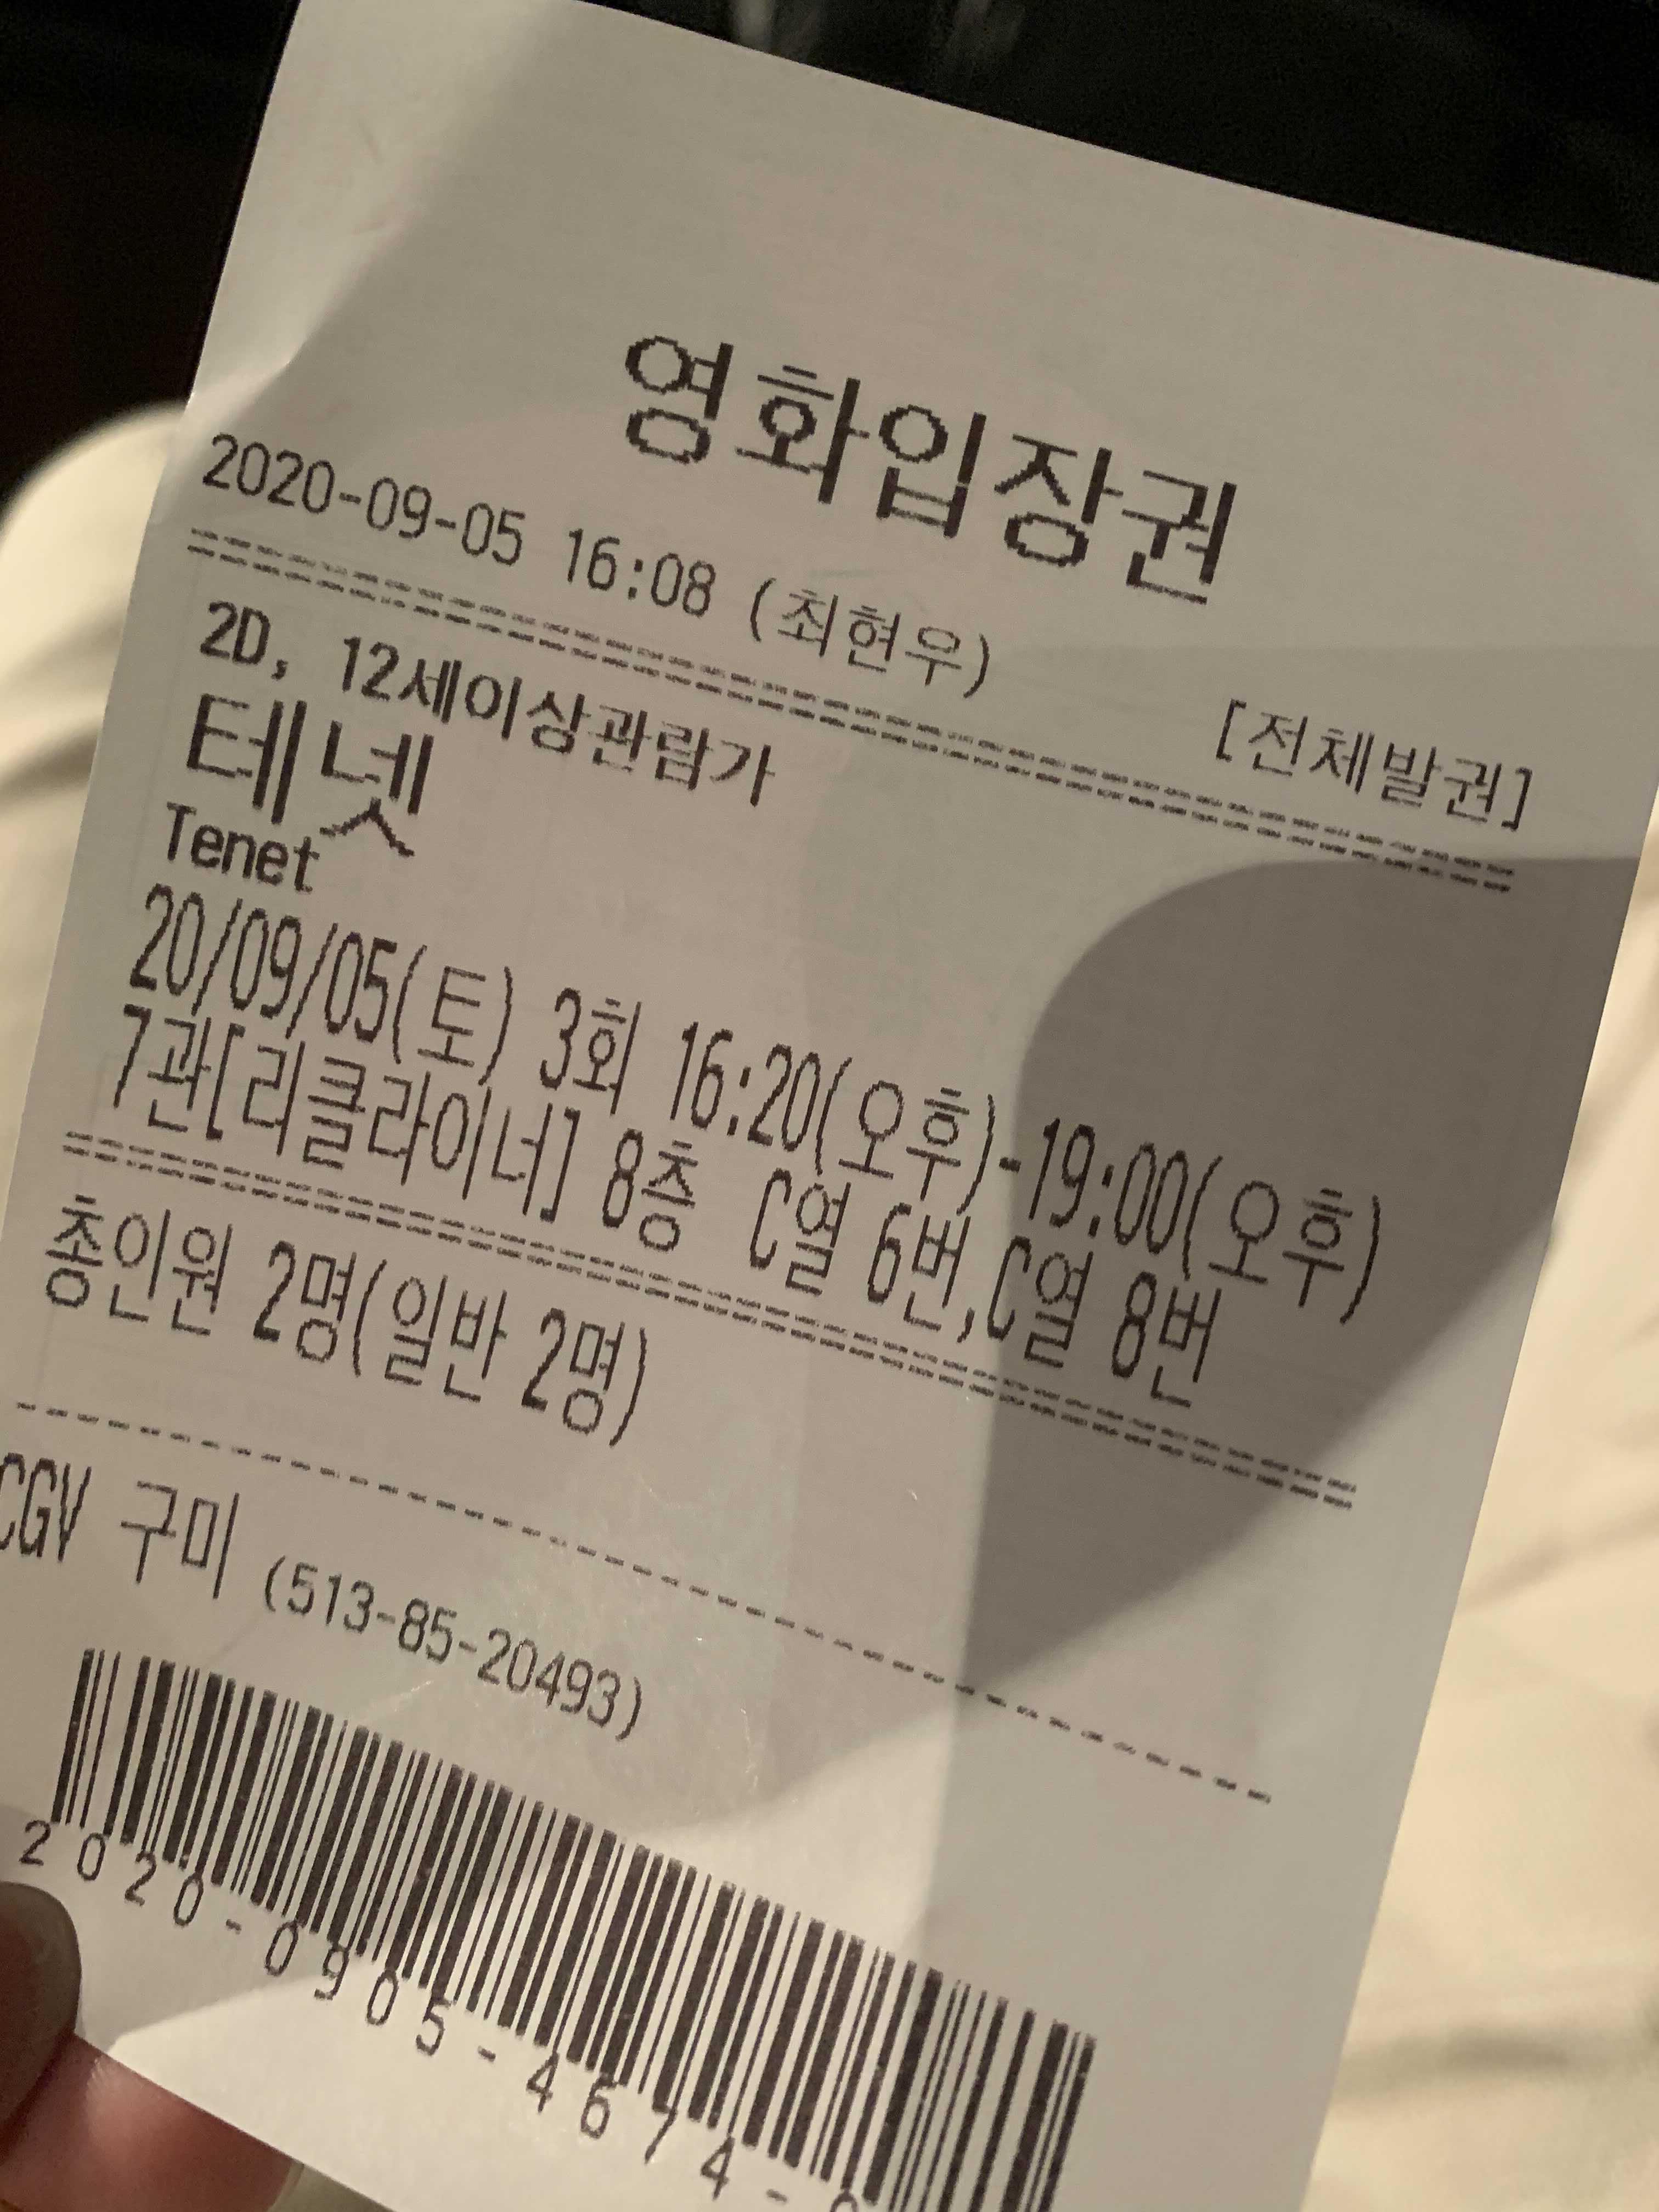 영화입장권
2020-09-05 16:08 (최현우)
[전체발권]
2D, 12세이상관람가
테넷
Tenet
20/09/05(토) 3회 16:20(오후)-19:00(오후)
7관[리클라이너] 8층 C열 6번,C열 8번
총인원 2명(일반 2명)
CGV 구미 (513-85-20493)
2020-0905-4674-